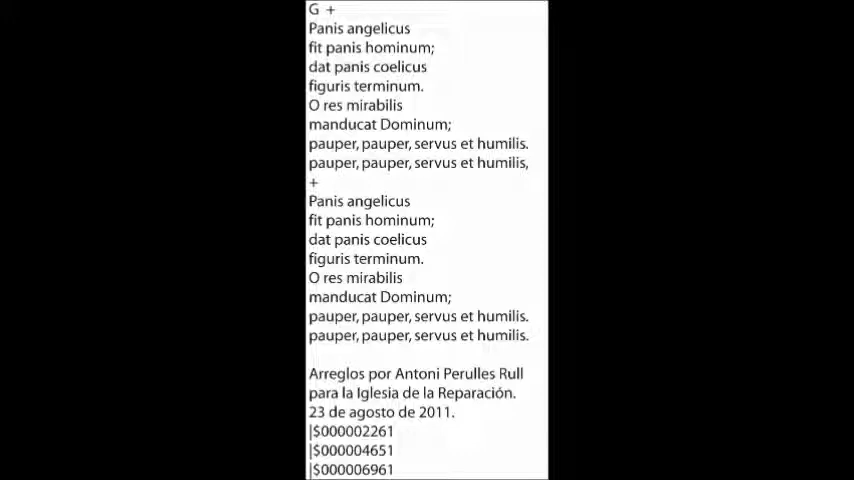 G +
Panis angelicus
fit panis hominum;
dat panis coelicus
figuris terminum.
O res mirabilis
manducat Dominum;
pauper, pauper, servus et humilis.
pauper, pauper, servus et humilis,
+
Panis angelicus
fit panis hominum;
dat panis coelicus
figuris terminum.
O res mirabilis
manducat Dominum;
pauper, pauper, servus et humilis.
pauper, pauper, servus et humilis.
Arreglos por Antoni Perulles Rull
para la Iglesia de la Reparación.
23 de agosto de 2011.
|$000002261
|$000004651
|$000006961